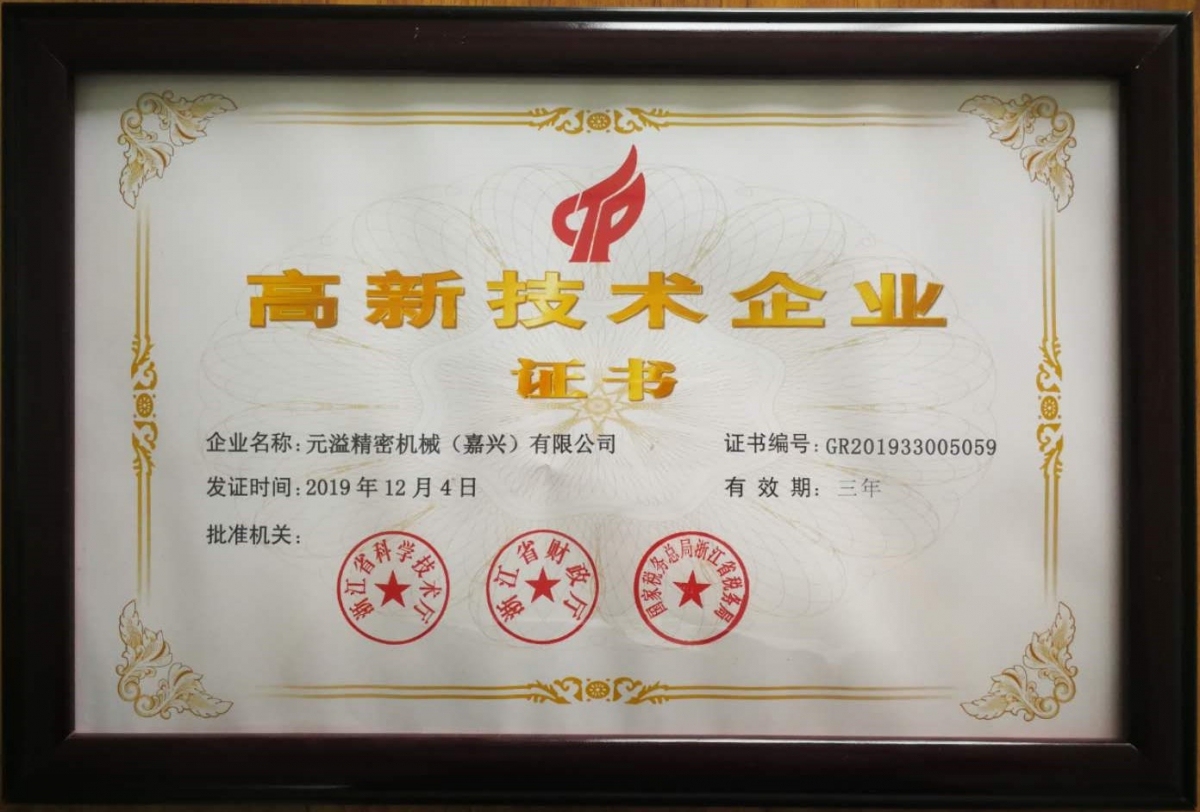 高新技术企业
证书
企业名称:元溢精密机械（嘉兴）有限公司
证书编号:GR201933005059
发证时间:2019年12月4日
有效期:三年
批准机关:
浙江省科学技术厅
浙江省财政厅
国家税务总局浙江省税务局